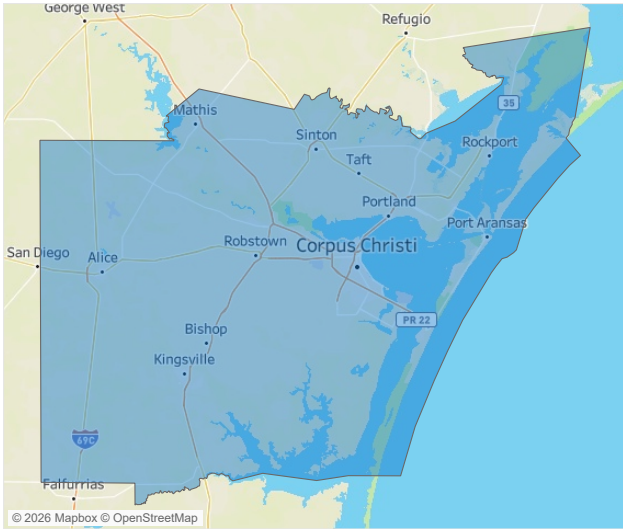 George West
Refugio
Mathis
35
Sinton
Rockport
Taft
Portland
Port Aransas
Robstown
Corpus Christi
San Diego
Alice
PR 22
Bishop
Kingsville
69C
Falfurrias
© 2026 Mapbox © OpenStreetMap